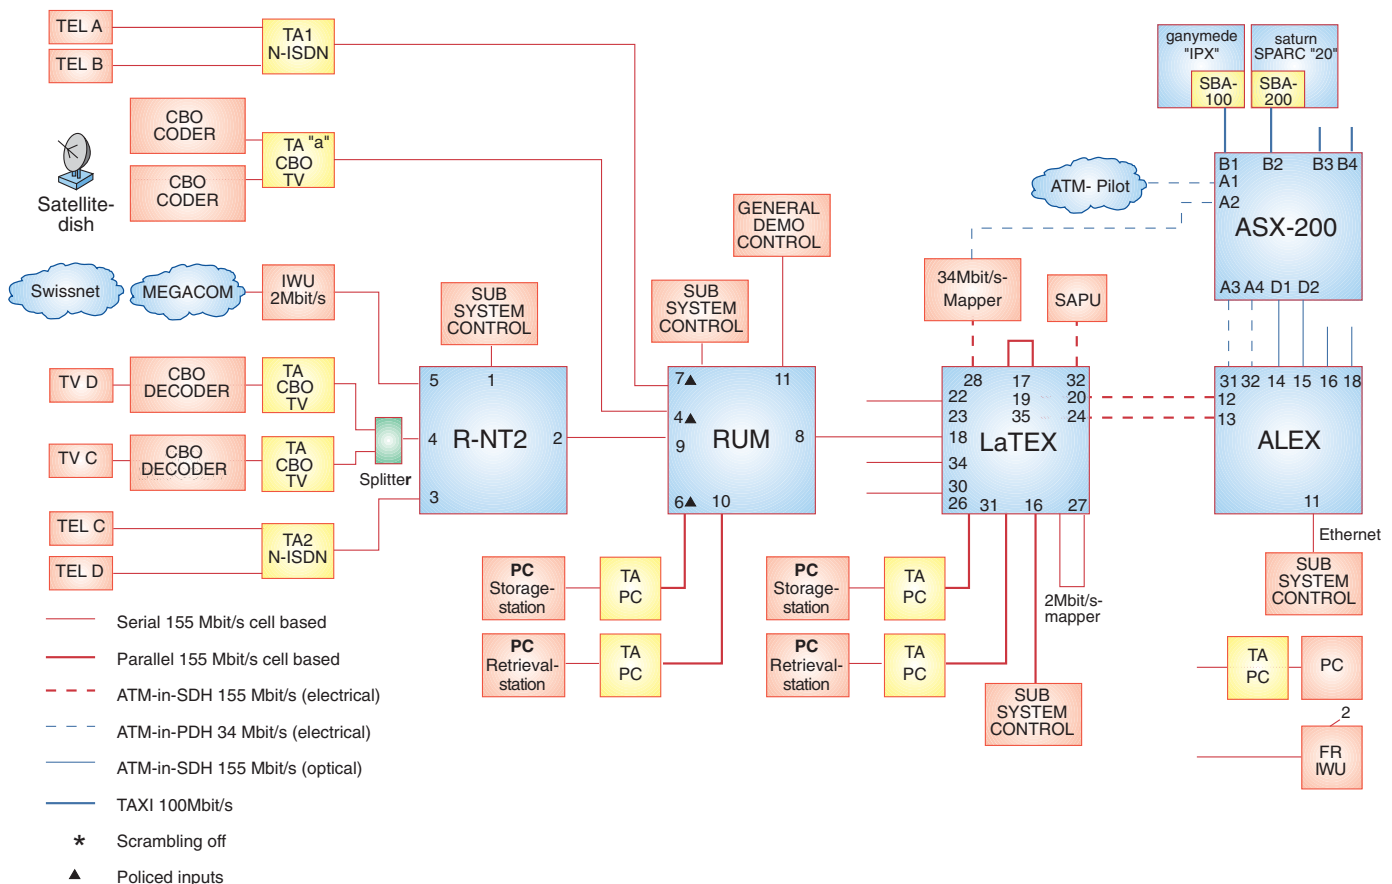 TEL A
TEL B
TA1
N-ISDN
CBO
CODER
CBO
CODER
TA "a"
CBO
TV
Satellite-
dish
Swissnet
MEGACOM
IWU
2Mbit/s
TV D
CBO
DECODER
TA
CBO
TV
TV C
CBO
DECODER
TA
CBO
TV
Splitter
TEL C
TEL D
TA2
N-ISDN
SUB
SYSTEM
CONTROL
5
1
4
R-NT2
2
3
SUB
SYSTEM
CONTROL
GENERAL
DEMO
CONTROL
7▲
11
4▲
9
RUM
8
6▲
10
PC
Storage-
station
TA
PC
PC
Retrieval-
station
TA
PC
34Mbit/s-
Mapper
SAPU
28
17
32
22
19
20
23
35
24
18
LaTEX
34
30
26
31
16
27
PC
Storage-
station
TA
PC
PC
Retrieval-
station
TA
PC
2Mbit/s-
mapper
SUB
SYSTEM
CONTROL
ganymede
"IPX"
SBA-
100
saturn
SPARC "20"
SBA-
200
ATM- Pilot
B1
B2
B3
B4
A1
A2
ASX-200
A3
A4
D1
D2
31
32
14
15
16
18
12
13
ALEX
11
Ethernet
SUB
SYSTEM
CONTROL
TA
PC
PC
2
FR
IWU
Serial 155 Mbit/s cell based
Parallel 155 Mbit/s cell based
ATM-in-SDH 155 Mbit/s (electrical)
ATM-in-PDH 34 Mbit/s (electrical)
ATM-in-SDH 155 Mbit/s (optical)
TAXI 100Mbit/s
* Scrambling off
▲ Policed inputs